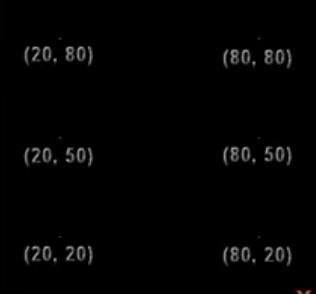 (20, 80) (80, 80)
(20, 50) (80, 50)
(20, 20) (80, 20)